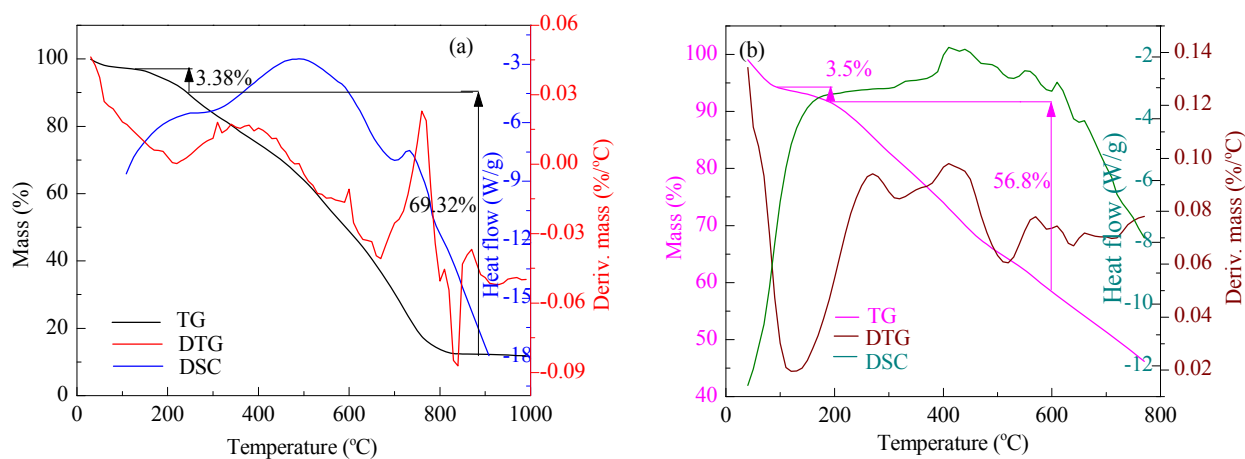 (a)
100
80
60
40
20
0
Mass (%)
3.38%
69.32%
TG
DTG
DSC
0 200 400 600 800 1000
Temperature (ºC)
-3
-6
-9
-12
-15
-18
Heat flow (W/g)
0.06
0.03
0.00
-0.03
-0.06
-0.09
Deriv. mass (%/ºC)
(b)
100
90
80
70
60
50
40
Mass (%)
3.5%
56.8%
TG
DTG
DSC
0 200 400 600 800
Temperature (ºC)
-2
-4
-6
-8
-10
-12
Heat flow (W/g)
0.14
0.12
0.10
0.08
0.06
0.04
0.02
Deriv. mass (%/ºC)